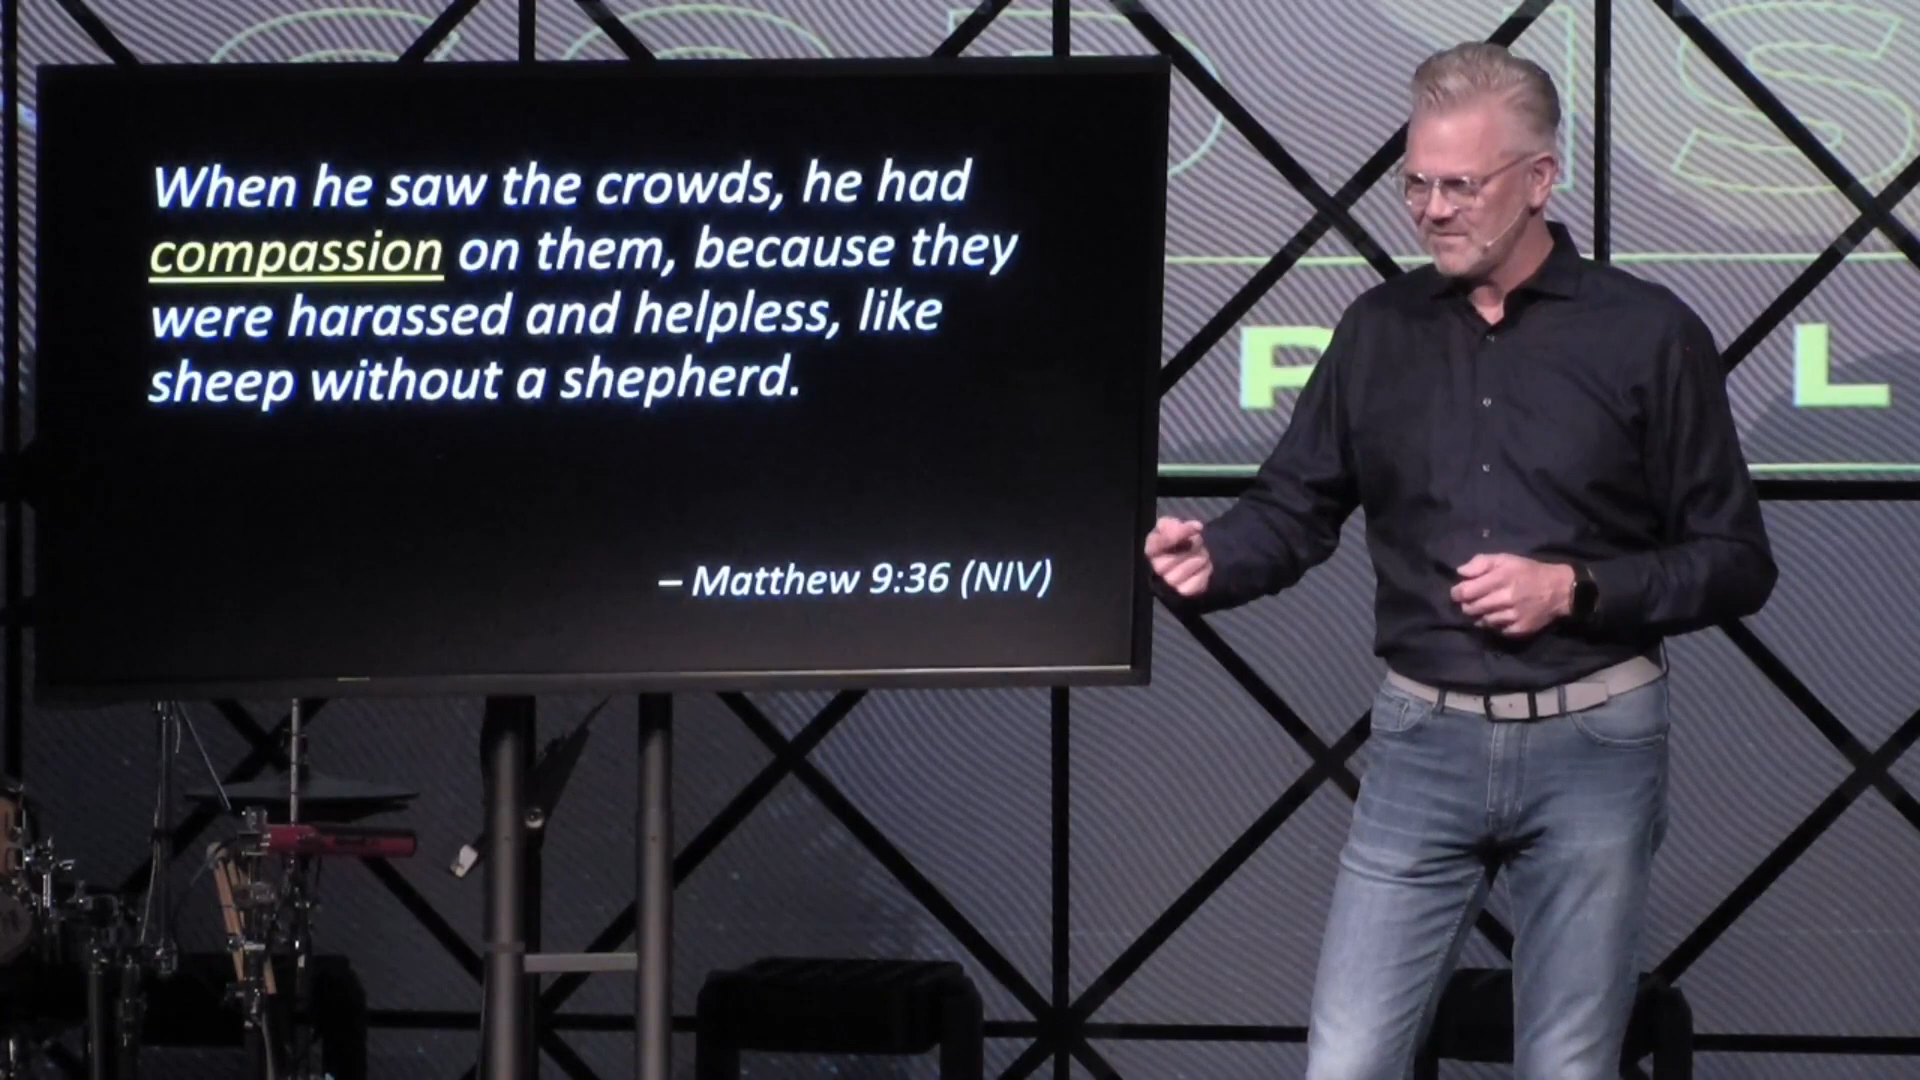 When he saw the crowds, he had
compassion on them, because they
were harassed and helpless, like
sheep without a shepherd.
– Matthew 9:36 (NIV)
P
L